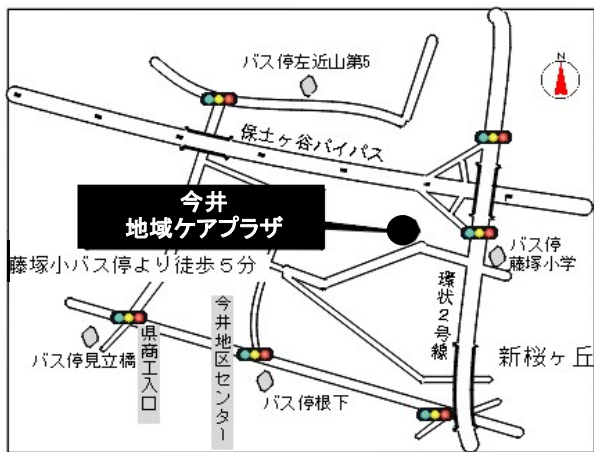 バス停左近山第5
N
保土ヶ谷バイパス
今井
地域ケアプラザ
バス停
藤塚小学
藤塚小バス停より徒歩５分
環状２号線
新桜ヶ丘
バス停見立橋
県商工入口
今井地区センター
バス停根下